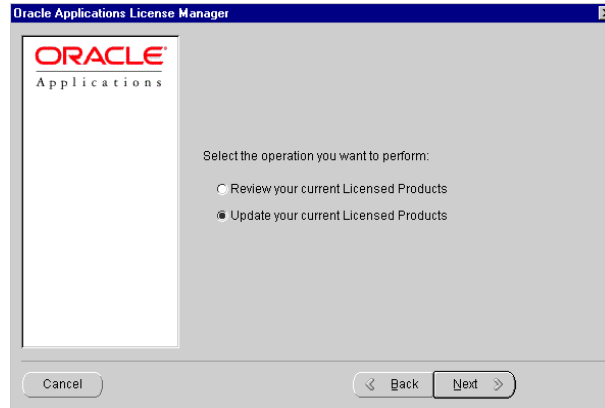 Oracle Applications License Manager
ORACLE
Applications
Select the operation you want to perform:
Review your current Licensed Products
Update your current Licensed Products
Cancel
Back
Next